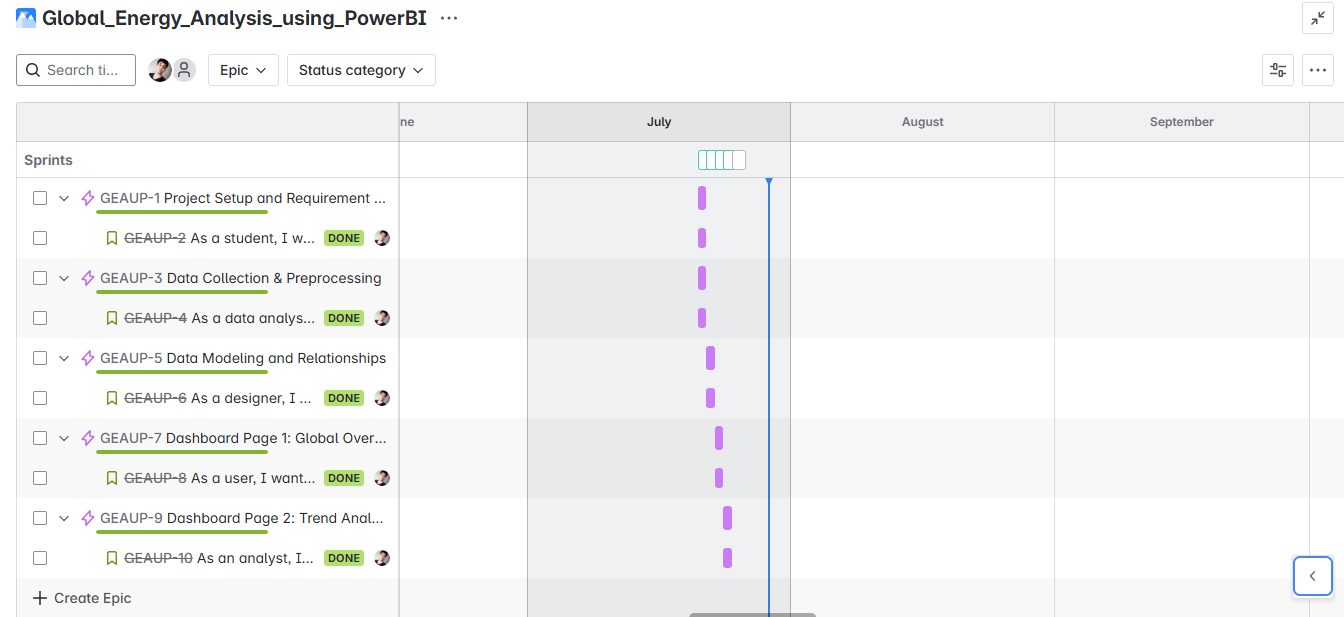 Global_Energy_Analysis_using_PowerBI
Search ti...
Epic
Status category
ne July August September
Sprints
GEAUP-1 Project Setup and Requirement ...
GEAUP-2 As a student, I w... DONE
GEAUP-3 Data Collection & Preprocessing
GEAUP-4 As a data analys... DONE
GEAUP-5 Data Modeling and Relationships
GEAUP-6 As a designer, I ... DONE
GEAUP-7 Dashboard Page 1: Global Over...
GEAUP-8 As a user, I want... DONE
GEAUP-9 Dashboard Page 2: Trend Anal...
GEAUP-10 As an analyst, I... DONE
Create Epic